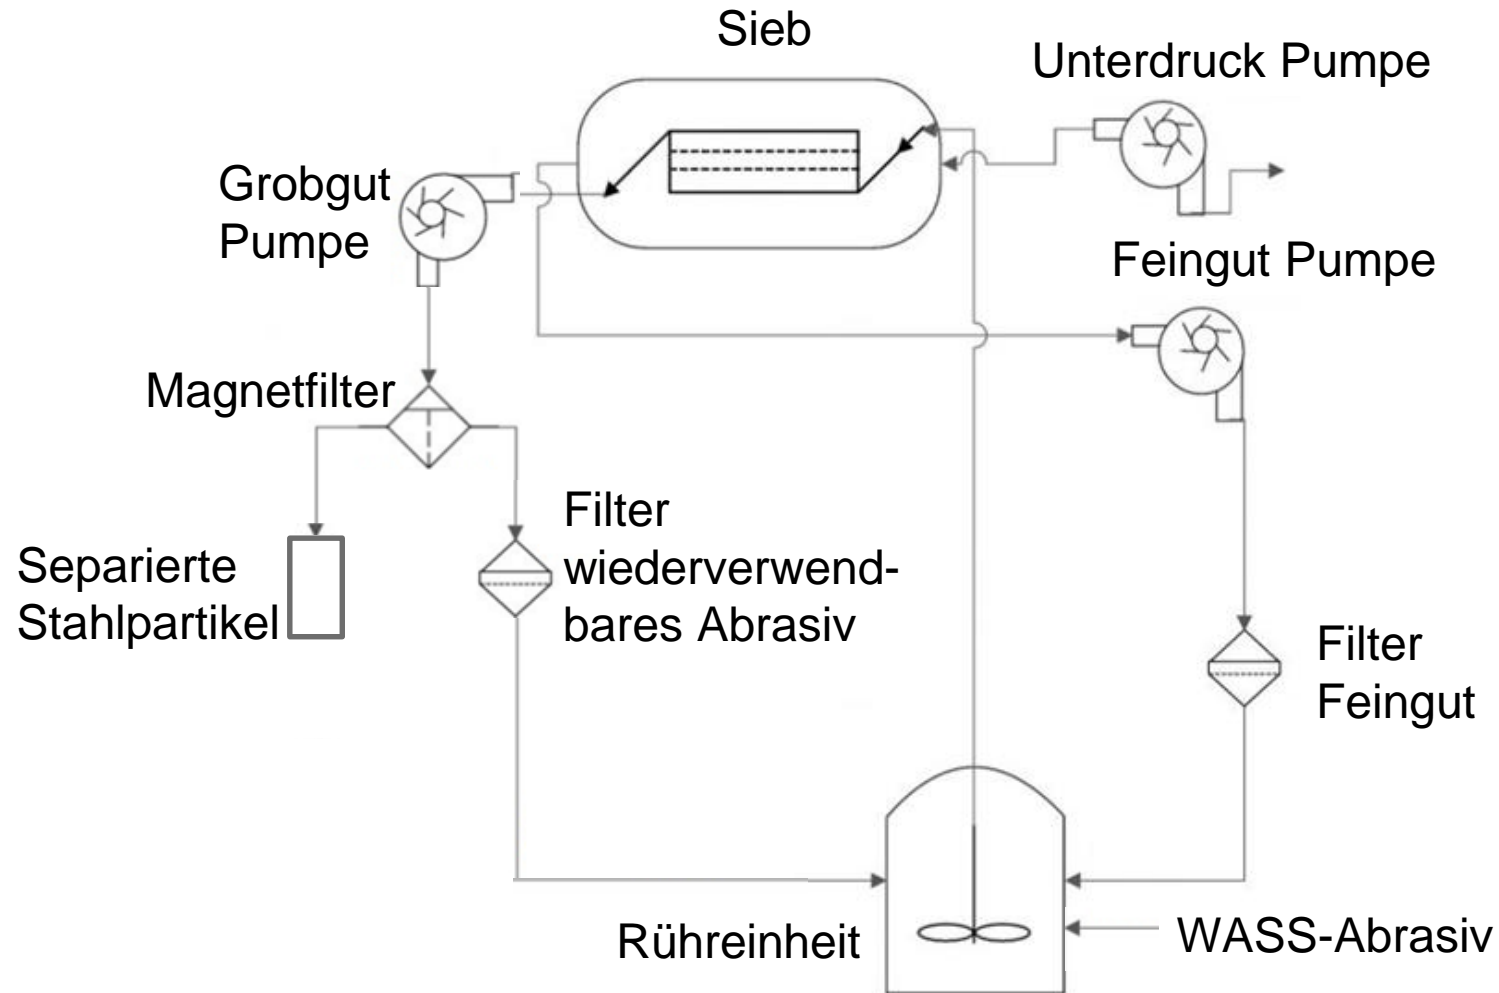 Sieb
Unterdruck Pumpe
Grobgut
Pumpe
Feingut Pumpe
Magnetfilter
Filter
wiederverwend-
bares Abrasiv
Separierte
Stahlpartikel
Filter
Feingut
Rühreinheit
WASS-Abrasiv